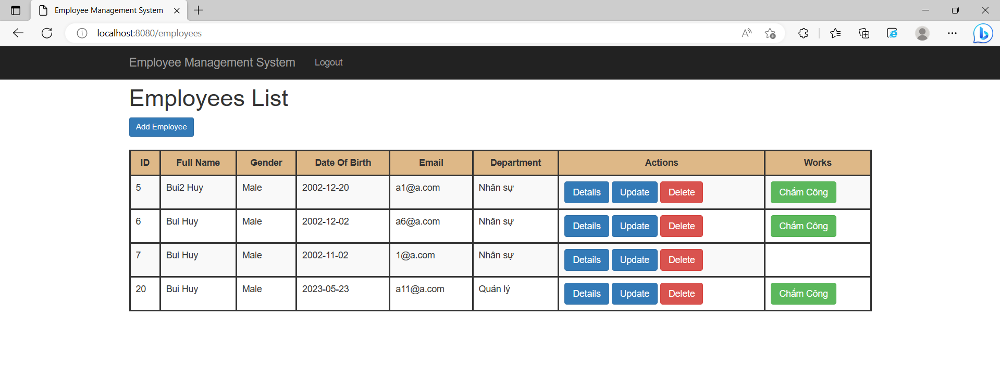 Employee Management System
localhost:8080/employees
Employee Management System Logout
Employees List
Add Employee
ID Full Name Gender Date Of Birth Email Department Actions Works
5 Bui2 Huy Male 2002-12-20 a1@a.com Nhân sự Details Update Delete Chấm Công
6 Bui Huy Male 2002-12-02 a6@a.com Nhân sự Details Update Delete Chấm Công
7 Bui Huy Male 2002-11-02 1@a.com Nhân sự Details Update Delete
20 Bui Huy Male 2023-05-23 a11@a.com Quản lý Details Update Delete Chấm Công